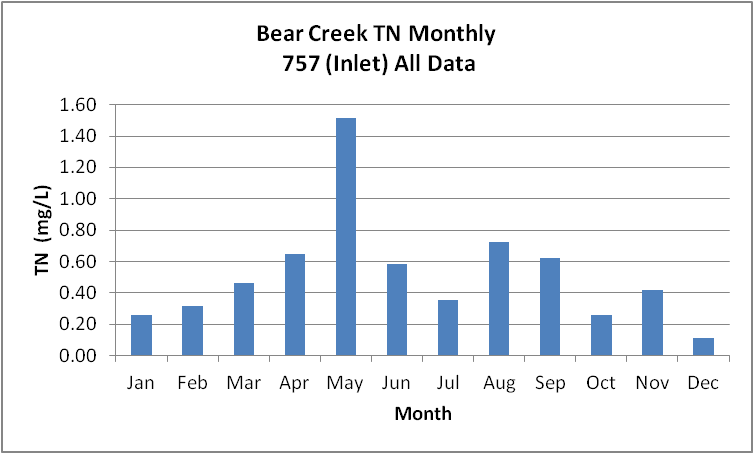 Bear Creek TN Monthly
757 (Inlet) All Data
1.60
1.40
1.20
1.00
0.80
0.60
0.40
0.20
0.00
TN (mg/L)
Jan Feb Mar Apr May Jun Jul Aug Sep Oct Nov Dec
Month